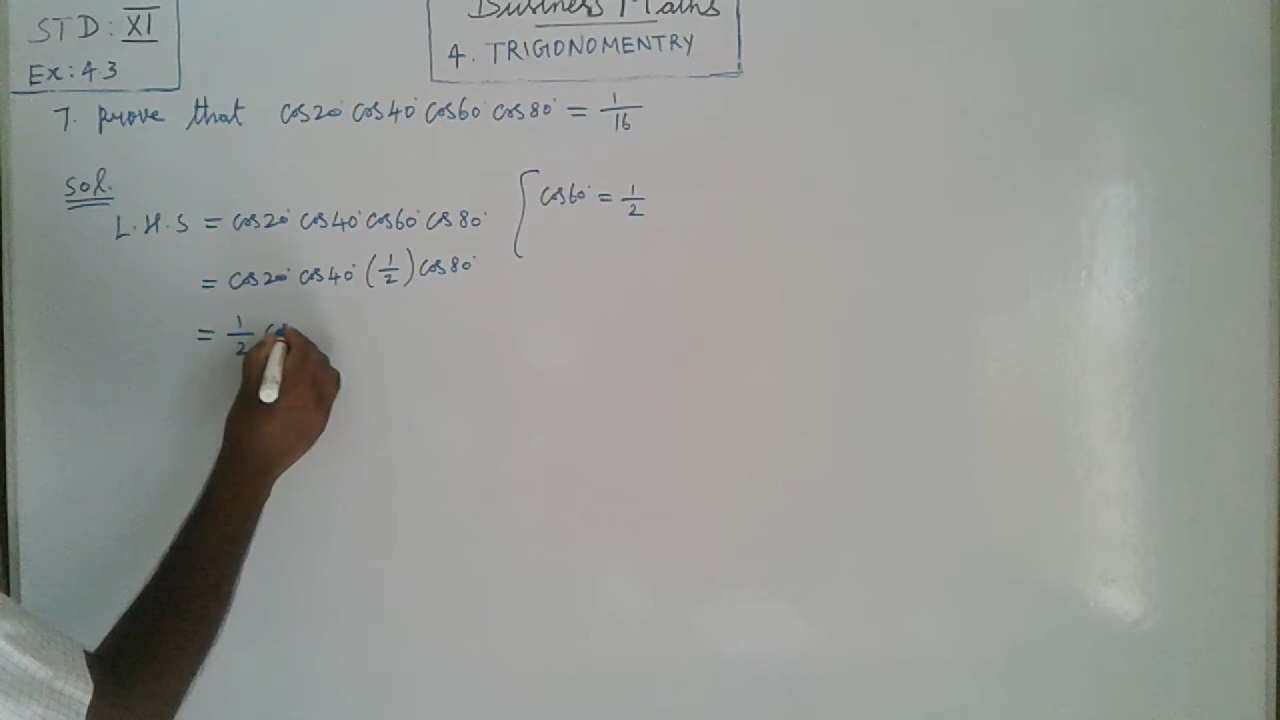 STD: XI
Ex: 4.3
Business Maths
4. TRIGONOMENTRY
7. prove that cos20° cos40° cos60° cos80° = 1/16
Sol.
L.H.S = cos20° cos40° cos60° cos80°
cos60° = 1/2
= cos20° cos40° (1/2) cos80°
= 1/2